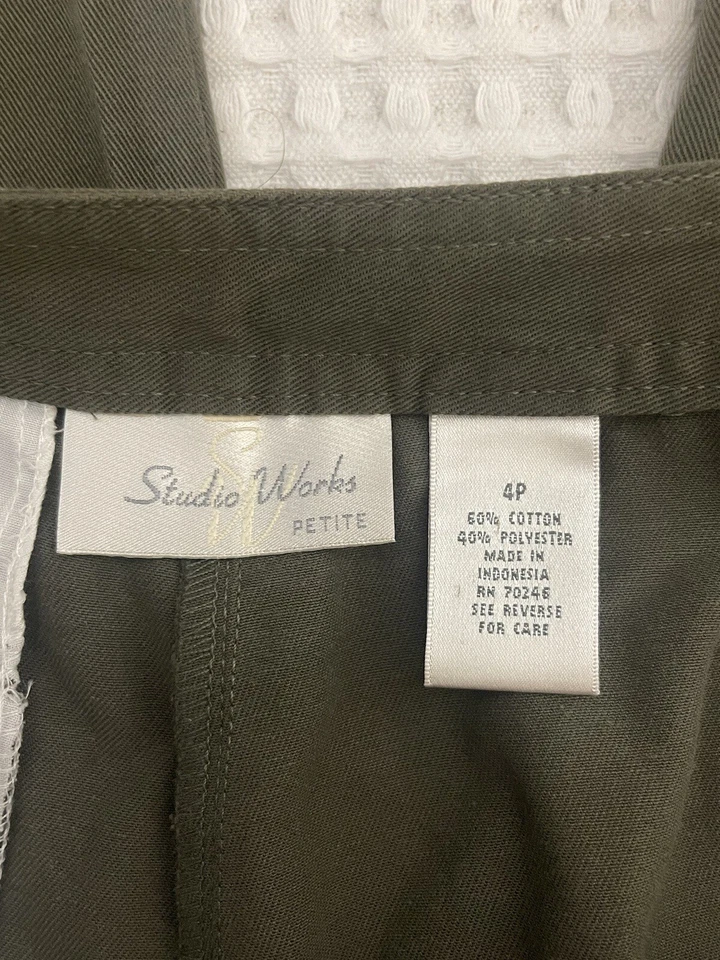 Studio Works
PETITE
4P
60% COTTON
40% POLYESTER
MADE IN
INDONESIA
RN 70246
SEE REVERSE
FOR CARE